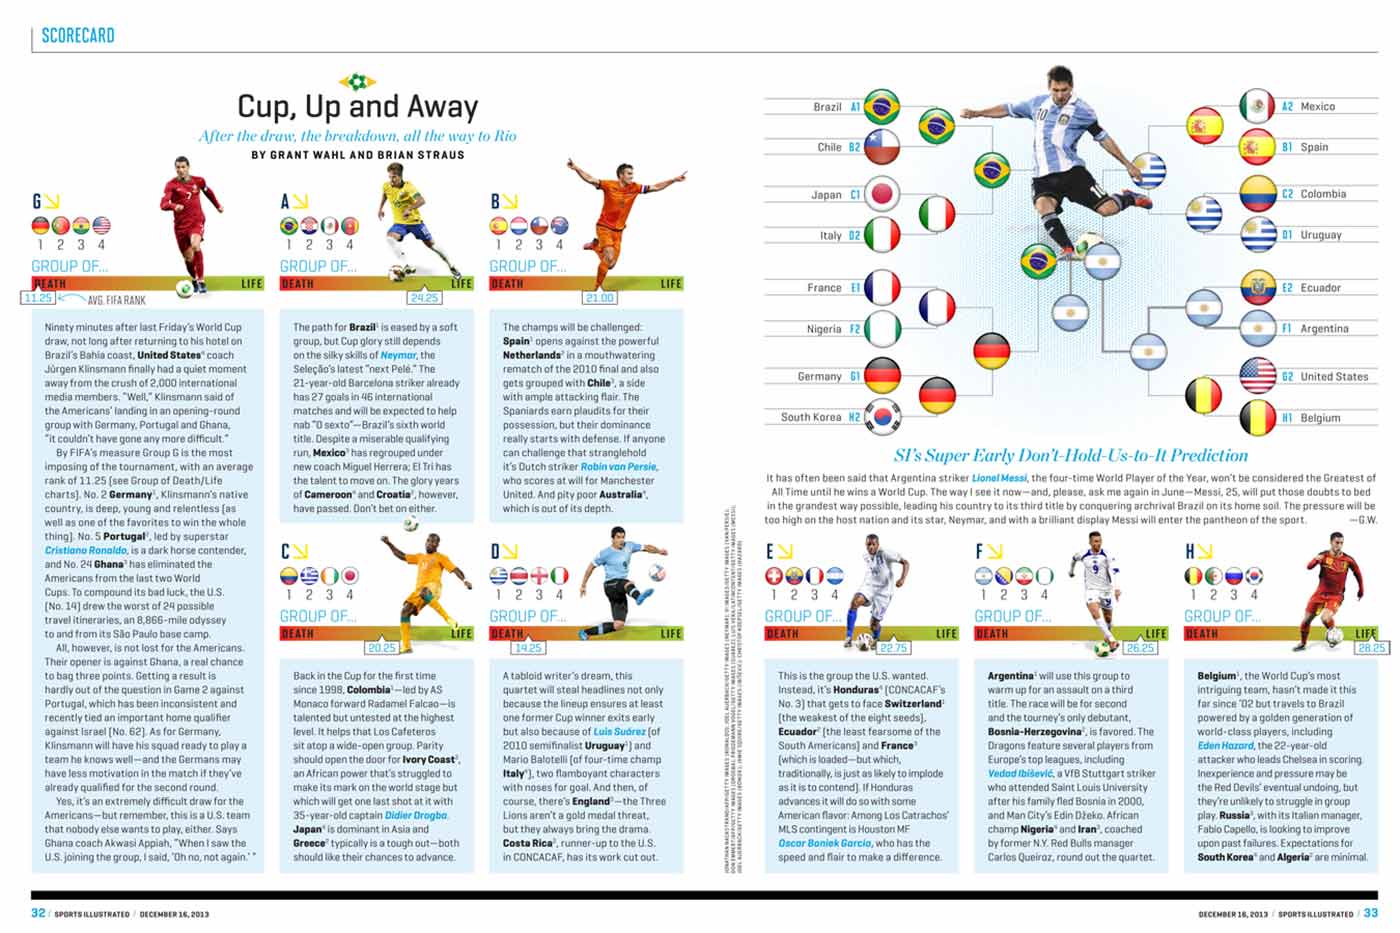 SCORECARD
Cup, Up and Away
After the draw, the breakdown, all the way to Rio
BY GRANT WAHL AND BRIAN STRAUS
G
1 2 3 4
GROUP OF...
DEATH LIFE
11.25 AVG. FIFA RANK
Ninety minutes after last Friday’s World Cup
draw, not long after returning to his hotel on
Brazil’s Bahia coast, United States⁴ coach
Jürgen Klinsmann finally had a quiet moment
away from the crush of 2,000 international
media members. “Well,” Klinsmann said of
the Americans’ landing in an opening-round
group with Germany, Portugal and Ghana,
“it couldn’t have gone any more difficult.”
By FIFA’s measure Group G is the most
imposing of the tournament, with an average
rank of 11.25 (see Group of Death/Life
charts). No. 2 Germany¹, Klinsmann’s native
country, is deep, young and relentless (as
well as one of the favorites to win the whole
thing). No. 5 Portugal², led by superstar
Cristiano Ronaldo, is a dark horse contender,
and No. 24 Ghana³ has eliminated the
Americans from the last two World
Cups. To compound its bad luck, the U.S.
(No. 14) drew the worst of 24 possible
travel itineraries, an 8,866-mile odyssey
to and from its São Paulo base camp.
All, however, is not lost for the Americans.
Their opener is against Ghana, a real chance
to bag three points. Getting a result is
hardly out of the question in Game 2 against
Portugal, which has been inconsistent and
recently tied an important home qualifier
against Israel (No. 62). As for Germany,
Klinsmann will have his squad ready to play a
team he knows well—and the Germans may
have less motivation in the match if they’ve
already qualified for the second round.
Yes, it’s an extremely difficult draw for the
Americans—but remember, this is a U.S. team
that nobody else wants to play, either. Says
Ghana coach Akwasi Appiah, “When I saw the
U.S. joining the group, I said, ‘Oh no, not again.’ ”
A
1 2 3 4
GROUP OF...
DEATH LIFE
24.25
The path for Brazil¹ is eased by a soft
group, but Cup glory still depends
on the silky skills of Neymar, the
Seleção’s latest “next Pelé.” The
21-year-old Barcelona striker already
has 27 goals in 46 international
matches and will be expected to help
nab “O sexto”—Brazil’s sixth world
title. Despite a miserable qualifying
run, Mexico³ has regrouped under
new coach Miguel Herrera; El Tri has
the talent to move on. The glory years
of Cameroon⁴ and Croatia², however,
have passed. Don’t bet on either.
B
1 2 3 4
GROUP OF...
DEATH LIFE
21.00
The champs will be challenged:
Spain¹ opens against the powerful
Netherlands² in a mouthwatering
rematch of the 2010 final and also
gets grouped with Chile³, a side
with ample attacking flair. The
Spaniards earn plaudits for their
possession, but their dominance
really starts with defense. If anyone
can challenge that stranglehold
it’s Dutch striker Robin van Persie,
who scores at will for Manchester
United. And pity poor Australia⁴,
which is out of its depth.
C
1 2 3 4
GROUP OF...
DEATH LIFE
20.25
Back in the Cup for the first time
since 1998, Colombia¹—led by AS
Monaco forward Radamel Falcao—is
talented but untested at the highest
level. It helps that Los Cafeteros
sit atop a wide-open group. Parity
should open the door for Ivory Coast³,
an African power that’s struggled to
make its mark on the world stage but
which will get one last shot at it with
35-year-old captain Didier Drogba.
Japan⁴ is dominant in Asia and
Greece² typically is a tough out—both
should like their chances to advance.
D
1 2 3 4
GROUP OF...
DEATH LIFE
14.25
A tabloid writer’s dream, this
quartet will steal headlines not only
because the lineup ensures at least
one former Cup winner exits early
but also because of Luis Suárez (of
2010 semifinalist Uruguay¹) and
Mario Balotelli (of four-time champ
Italy⁴), two flamboyant characters
with noses for goal. And then, of
course, there’s England³—the Three
Lions aren’t a gold medal threat,
but they always bring the drama.
Costa Rica², runner-up to the U.S.
in CONCACAF, has its work cut out.
Brazil A1
Chile B2
Japan C1
Italy D2
France E1
Nigeria F2
Germany G1
South Korea H2
10
10
A2 Mexico
B1 Spain
C2 Colombia
D1 Uruguay
E2 Ecuador
F1 Argentina
G2 United States
H1 Belgium
SI’s Super Early Don’t-Hold-Us-to-It Prediction
It has often been said that Argentina striker Lionel Messi, the four-time World Player of the Year, won’t be considered the Greatest of
All Time until he wins a World Cup. The way I see it now—and, please, ask me again in June—Messi, 25, will put those doubts to bed
in the grandest way possible, leading his country to its third title by conquering archrival Brazil on its home soil. The pressure will be
too high on the host nation and its star, Neymar, and with a brilliant display Messi will enter the pantheon of the sport. —G.W.
E
1 2 3 4
GROUP OF...
DEATH LIFE
22.75
This is the group the U.S. wanted.
Instead, it’s Honduras⁴ (CONCACAF’s
No. 3) that gets to face Switzerland¹
(the weakest of the eight seeds),
Ecuador² (the least fearsome of the
South Americans) and France³
(which is loaded—but which,
traditionally, is just as likely to implode
as it is to contend). If Honduras
advances it will do so with some
American flavor: Among Los Catrachos’
MLS contingent is Houston MF
Oscar Boniek García, who has the
speed and flair to make a difference.
F
1 2 3 4
GROUP OF...
DEATH LIFE
26.25
Argentina¹ will use this group to
warm up for an assault on a third
title. The race will be for second
and the tourney’s only debutant,
Bosnia-Herzegovina², is favored. The
Dragons feature several players from
Europe’s top leagues, including
Vedad Ibišević, a VfB Stuttgart striker
who attended Saint Louis University
after his family fled Bosnia in 2000,
and Man City’s Edin Džeko. African
champ Nigeria⁴ and Iran³, coached
by former N.Y. Red Bulls manager
Carlos Queiroz, round out the quartet.
H
1 2 3 4
GROUP OF...
DEATH LIFE
28.25
Belgium¹, the World Cup’s most
intriguing team, hasn’t made it this
far since ’02 but travels to Brazil
powered by a golden generation of
world-class players, including
Eden Hazard, the 22-year-old
attacker who leads Chelsea in scoring.
Inexperience and pressure may be
the Red Devils’ eventual undoing, but
they’re unlikely to struggle in group
play. Russia³, with its Italian manager,
Fabio Capello, is looking to improve
upon past failures. Expectations for
South Korea⁴ and Algeria² are minimal.
32 / SPORTS ILLUSTRATED / DECEMBER 16, 2013
DECEMBER 16, 2013 / SPORTS ILLUSTRATED / 33